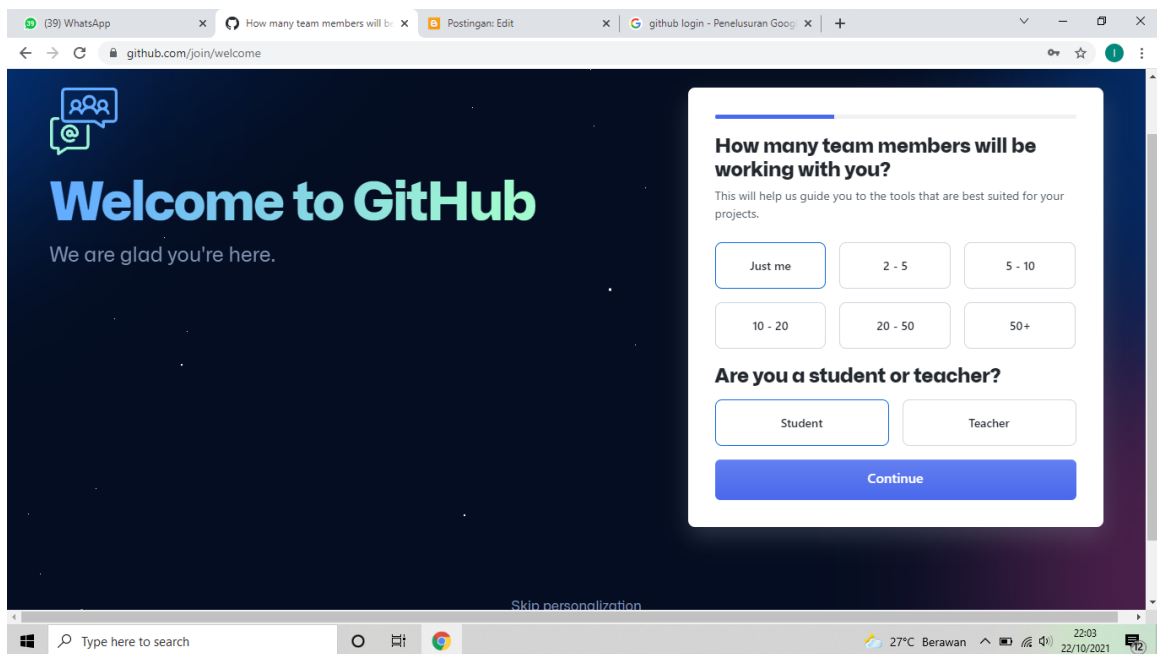 (39) WhatsApp
How many team members will be
Postingan: Edit
github login - Penelusuran Goog
github.com/join/welcome
I
@
Welcome to GitHub
We are glad you're here.
How many team members will be
working with you?
This will help us guide you to the tools that are best suited for your
projects.
Just me
2 - 5
5 - 10
10 - 20
20 - 50
50+
Are you a student or teacher?
Student
Teacher
Continue
Skip personalization
Type here to search
27°C Berawan
22:03
22/10/2021
12